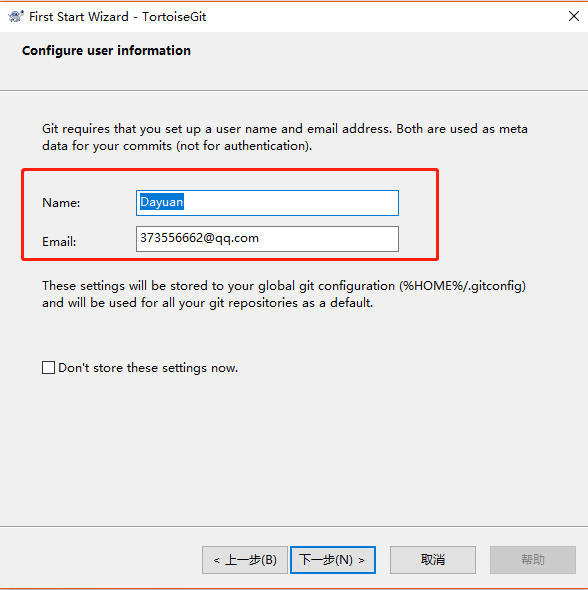 First Start Wizard - TortoiseGit
Configure user information
Git requires that you set up a user name and email address. Both are used as meta
data for your commits (not for authentication).
Name:
Dayuan
Email:
373556662@qq.com
These settings will be stored to your global git configuration (%HOME%/.gitconfig)
and will be used for all your git repositories as a default.
Don't store these settings now.
< 上一步(B)
下一步(N) >
取消
帮助